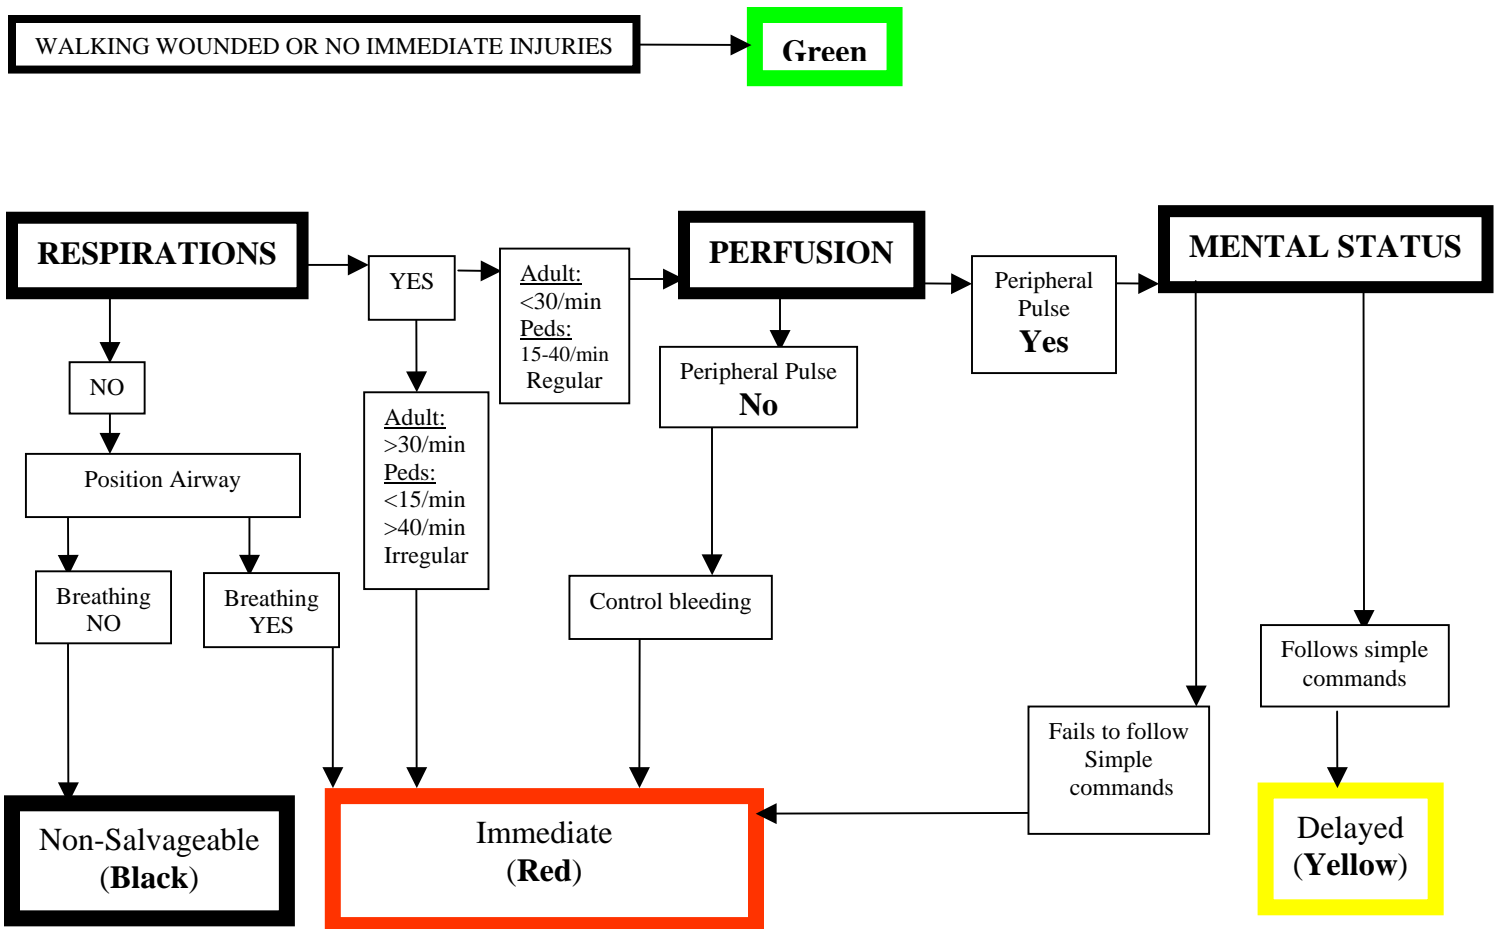 WALKING WOUNDED OR NO IMMEDIATE INJURIES
Green
RESPIRATIONS
YES
Adult:
<30/min
Peds:
15-40/min
Regular
PERFUSION
Peripheral
Pulse
Yes
MENTAL STATUS
NO
Adult:
>30/min
Peds:
<15/min
>40/min
Irregular
Peripheral Pulse
No
Position Airway
Breathing
NO
Breathing
YES
Control bleeding
Follows simple
commands
Fails to follow
Simple
commands
Non-Salvageable
(Black)
Immediate
(Red)
Delayed
(Yellow)